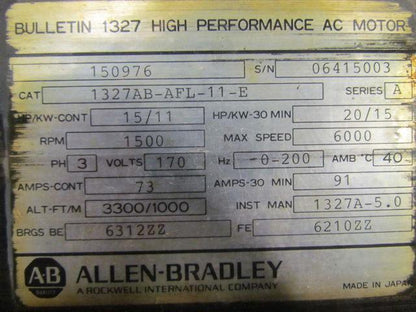 BULLETIN 1327 HIGH PERFORMANCE AC MOTOR
150976 S/N 06415003
CAT 1327AB-AFL-11-E SERIES A
HP/KW-CONT 15/11 HP/KW-30 MIN 20/15
RPM 1500 MAX SPEED 6000
PH 3 VOLTS 170 Hz -0-200 AMB °C 40
AMPS-CONT 73 AMPS-30 MIN 91
ALT-FT/M 3300/1000 INST MAN 1327A-5.0
BRGS BE 6312ZZ FE 6210ZZ
AB ALLEN-BRADLEY
A ROCKWELL INTERNATIONAL COMPANY MADE IN JAPAN